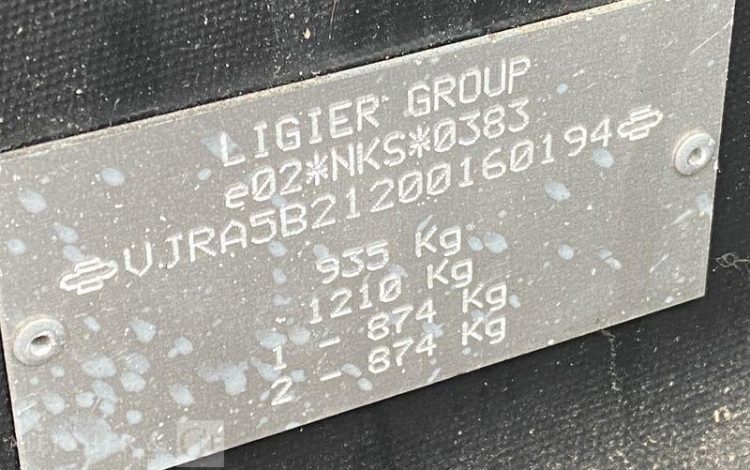 LIGIER GROUP
e02*NKS*0383
VJRA5B21200160194
935 Kg
1210 Kg
1 - 874 Kg
2 - 874 Kg